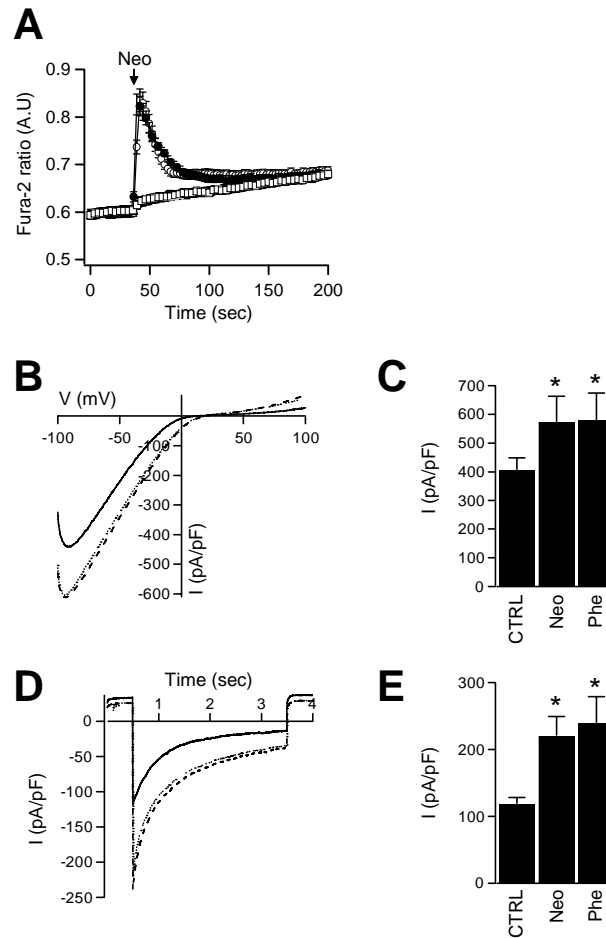 A
Neo
0.9
0.8
0.7
0.6
0.5
Fura-2 ratio (A.U)
0 50 100 150 200
Time (sec)
B
V (mV)
-100 -50 50 100
-100
-200
-300
-400
-500
-600
I (pA/pF)
C
700
600
500
400
300
200
100
0
I (pA/pF)
* *
CTRL Neo Phe
D
Time (sec)
1 2 3 4
0
-50
-100
-150
-200
-250
I (pA/pF)
E
300
200
100
0
I (pA/pF)
* *
CTRL Neo Phe